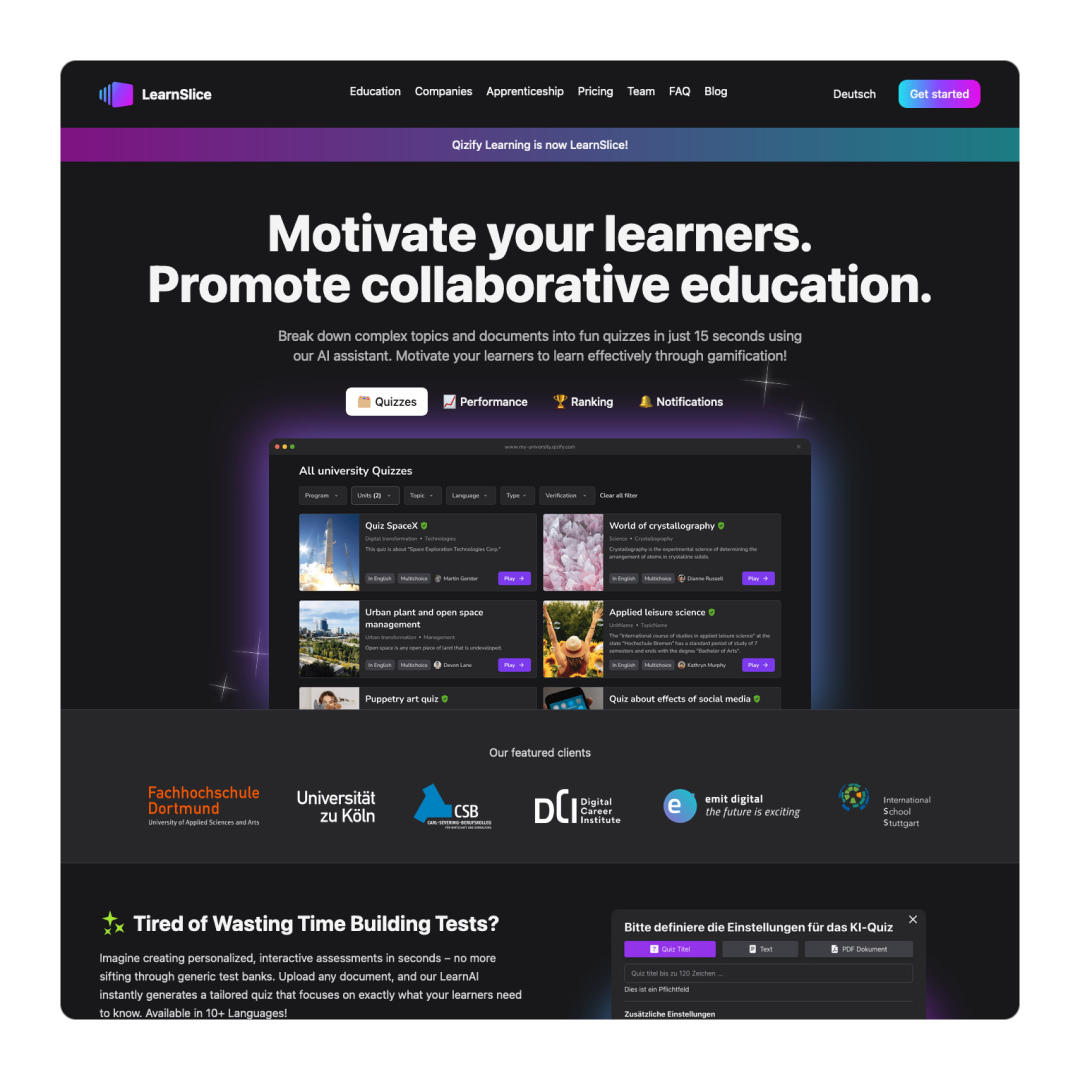 LearnSlice
Education Companies Apprenticeship Pricing Team FAQ Blog
Deutsch
Get started
Qizify Learning is now LearnSlice!
Motivate your learners.
Promote collaborative education.
Break down complex topics and documents into fun quizzes in just 15 seconds using
our AI assistant. Motivate your learners to learn effectively through gamification!
Quizzes Performance Ranking Notifications
www.my-university.qizify.com
All university Quizzes
Program Units (2) Topic Language Type Verification Clear all filter
Quiz SpaceX
Digital transformation • Technologies
This quiz is about "Space Exploration Technologies Corp."
In English Multichoice Martin Gerster Play
World of crystallography
Science • Crystallography
Crystallography is the experimental science of determining the
arrangement of atoms in crystalline solids.
In English Multichoice Dianne Russell Play
Urban plant and open space
management
Urban transformation • Management
Open space is any open piece of land that is undeveloped.
In English Multichoice Devon Lane Play
Applied leisure science
UnitName • TopicName
The "International course of studies in applied leisure science" at the
state "Hochschule Bremen" has a standard period of study of 7
semesters and ends with the degree "Bachelor of Arts".
In English Multichoice Kathryn Murphy Play
Puppetry art quiz
Quiz about effects of social media
Our featured clients
Fachhochschule
Dortmund
University of Applied Sciences and Arts
Universität
zu Köln
CSB
CARL-SEVERING-BERUFSKOLLEG
FÜR WIRTSCHAFT UND VERWALTUNG
DCI Digital
Career
Institute
e emit digital
the future is exciting
International
School
Stuttgart
Tired of Wasting Time Building Tests?
Imagine creating personalized, interactive assessments in seconds – no more
sifting through generic test banks. Upload any document, and our LearnAI
instantly generates a tailored quiz that focuses on exactly what your learners need
to know. Available in 10+ Languages!
Bitte definiere die Einstellungen für das KI-Quiz
Quiz Titel Text PDF Dokument
Quiz titel bis zu 120 Zeichen ...
Dies ist ein Pflichtfeld
Zusätzliche Einstellungen